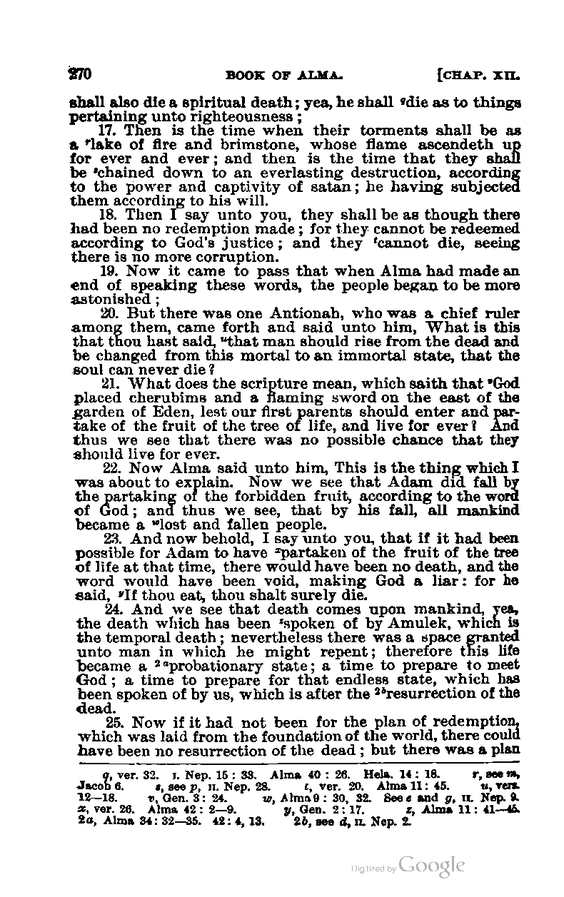 270 BOOK OF ALMA. [CHAP. XII.
shall also die a spiritual death; yea, he shall qdie as to things
pertaining unto righteousness;
17. Then is the time when their torments shall be as
a rlake of fire and brimstone, whose flame ascendeth up
for ever and ever; and then is the time that they shall
be schained down to an everlasting destruction, according
to the power and captivity of satan; he having subjected
them according to his will.
18. Then I say unto you, they shall be as though there
had been no redemption made; for they cannot be redeemed
according to God's justice; and they tcannot die, seeing
there is no more corruption.
19. Now it came to pass that when Alma had made an
end of speaking these words, the people began to be more
astonished;
20. But there was one Antionah, who was a chief ruler
among them, came forth and said unto him, What is this
that thou hast said, uthat man should rise from the dead and
be changed from this mortal to an immortal state, that the
soul can never die?
21. What does the scripture mean, which saith that vGod
placed cherubims and a flaming sword on the east of the
garden of Eden, lest our first parents should enter and par-
take of the fruit of the tree of life, and live for ever? And
thus we see that there was no possible chance that they
should live for ever.
22. Now Alma said unto him, This is the thing which I
was about to explain. Now we see that Adam did fall by
the partaking of the forbidden fruit, according to the word
of God; and thus we see, that by his fall, all mankind
became a wlost and fallen people.
23. And now behold, I say unto you, that if it had been
possible for Adam to have xpartaken of the fruit of the tree
of life at that time, there would have been no death, and the
word would have been void, making God a liar: for he
said, yIf thou eat, thou shalt surely die.
24. And we see that death comes upon mankind, yea,
the death which has been zspoken of by Amulek, which is
the temporal death; nevertheless there was a space granted
unto man in which he might repent; therefore this life
became a 2aprobationary state; a time to prepare to meet
God; a time to prepare for that endless state, which has
been spoken of by us, which is after the 2bresurrection of the
dead.
25. Now if it had not been for the plan of redemption,
which was laid from the foundation of the world, there could
have been no resurrection of the dead; but there was a plan
q, ver. 32. I. Nep. 15: 33. Alma 40: 26. Hela. 14: 18. r, see m,
Jacob 6. s, see p, II. Nep. 28. t, ver. 20. Alma 11: 45. u, vers.
12—18. v, Gen. 3: 24. w, Alma 9: 30, 32. See e and g, II. Nep. 9.
x, ver. 26. Alma 42: 2—9. y, Gen. 2: 17. z, Alma 11: 41—45.
2a, Alma 34: 32—35. 42: 4, 13. 2b, see d, II. Nep. 2.
Digitized by Google